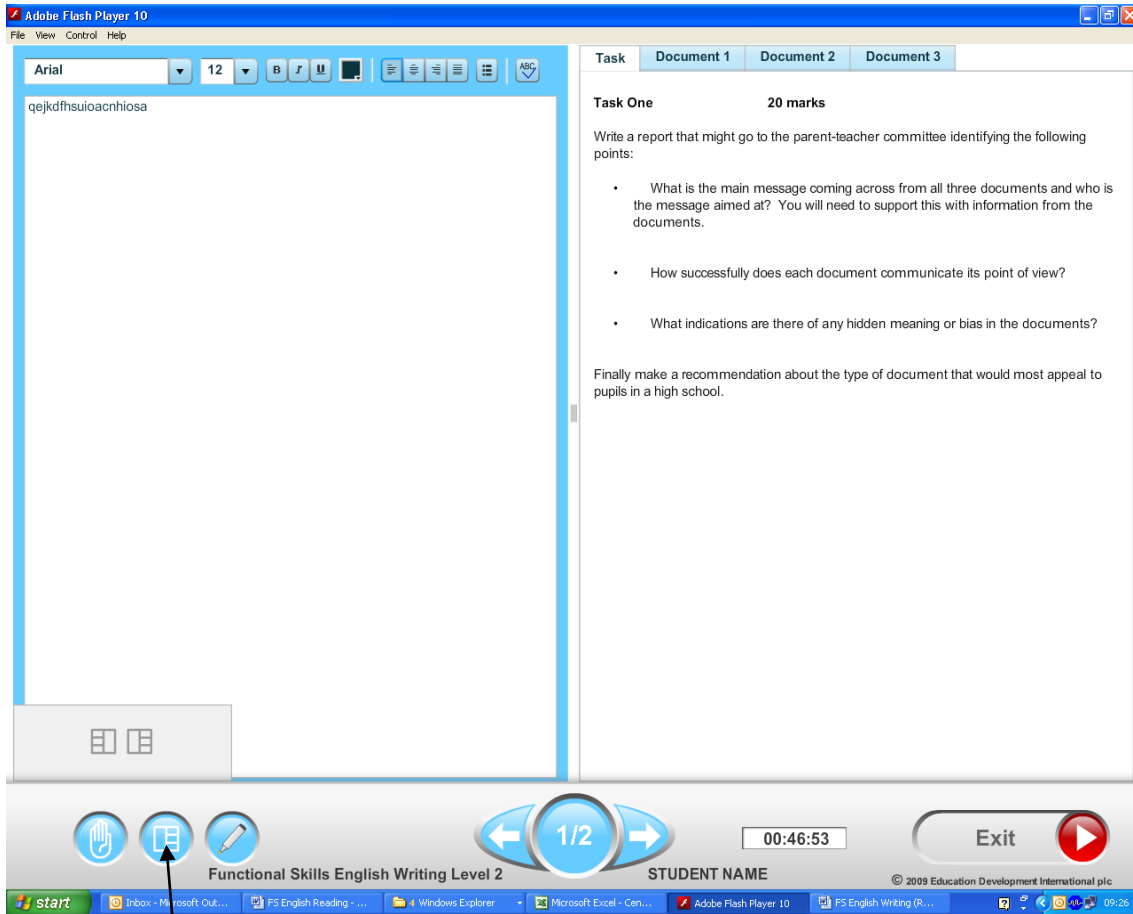 Adobe Flash Player 10
File View Control Help
Arial
12
B I U
ABC
qejkdfhsuioacnhiosa
Task
Document 1
Document 2
Document 3
Task One 20 marks
Write a report that might go to the parent-teacher committee identifying the following
points:
• What is the main message coming across from all three documents and who is
the message aimed at? You will need to support this with information from the
documents.
• How successfully does each document communicate its point of view?
• What indications are there of any hidden meaning or bias in the documents?
Finally make a recommendation about the type of document that would most appeal to
pupils in a high school.
1/2
00:46:53
Exit
Functional Skills English Writing Level 2
STUDENT NAME
© 2009 Education Development International plc
start
Inbox - Microsoft Out...
FS English Reading - ...
4 Windows Explorer
Microsoft Excel - Cen...
Adobe Flash Player 10
FS English Writing (R...
09:26